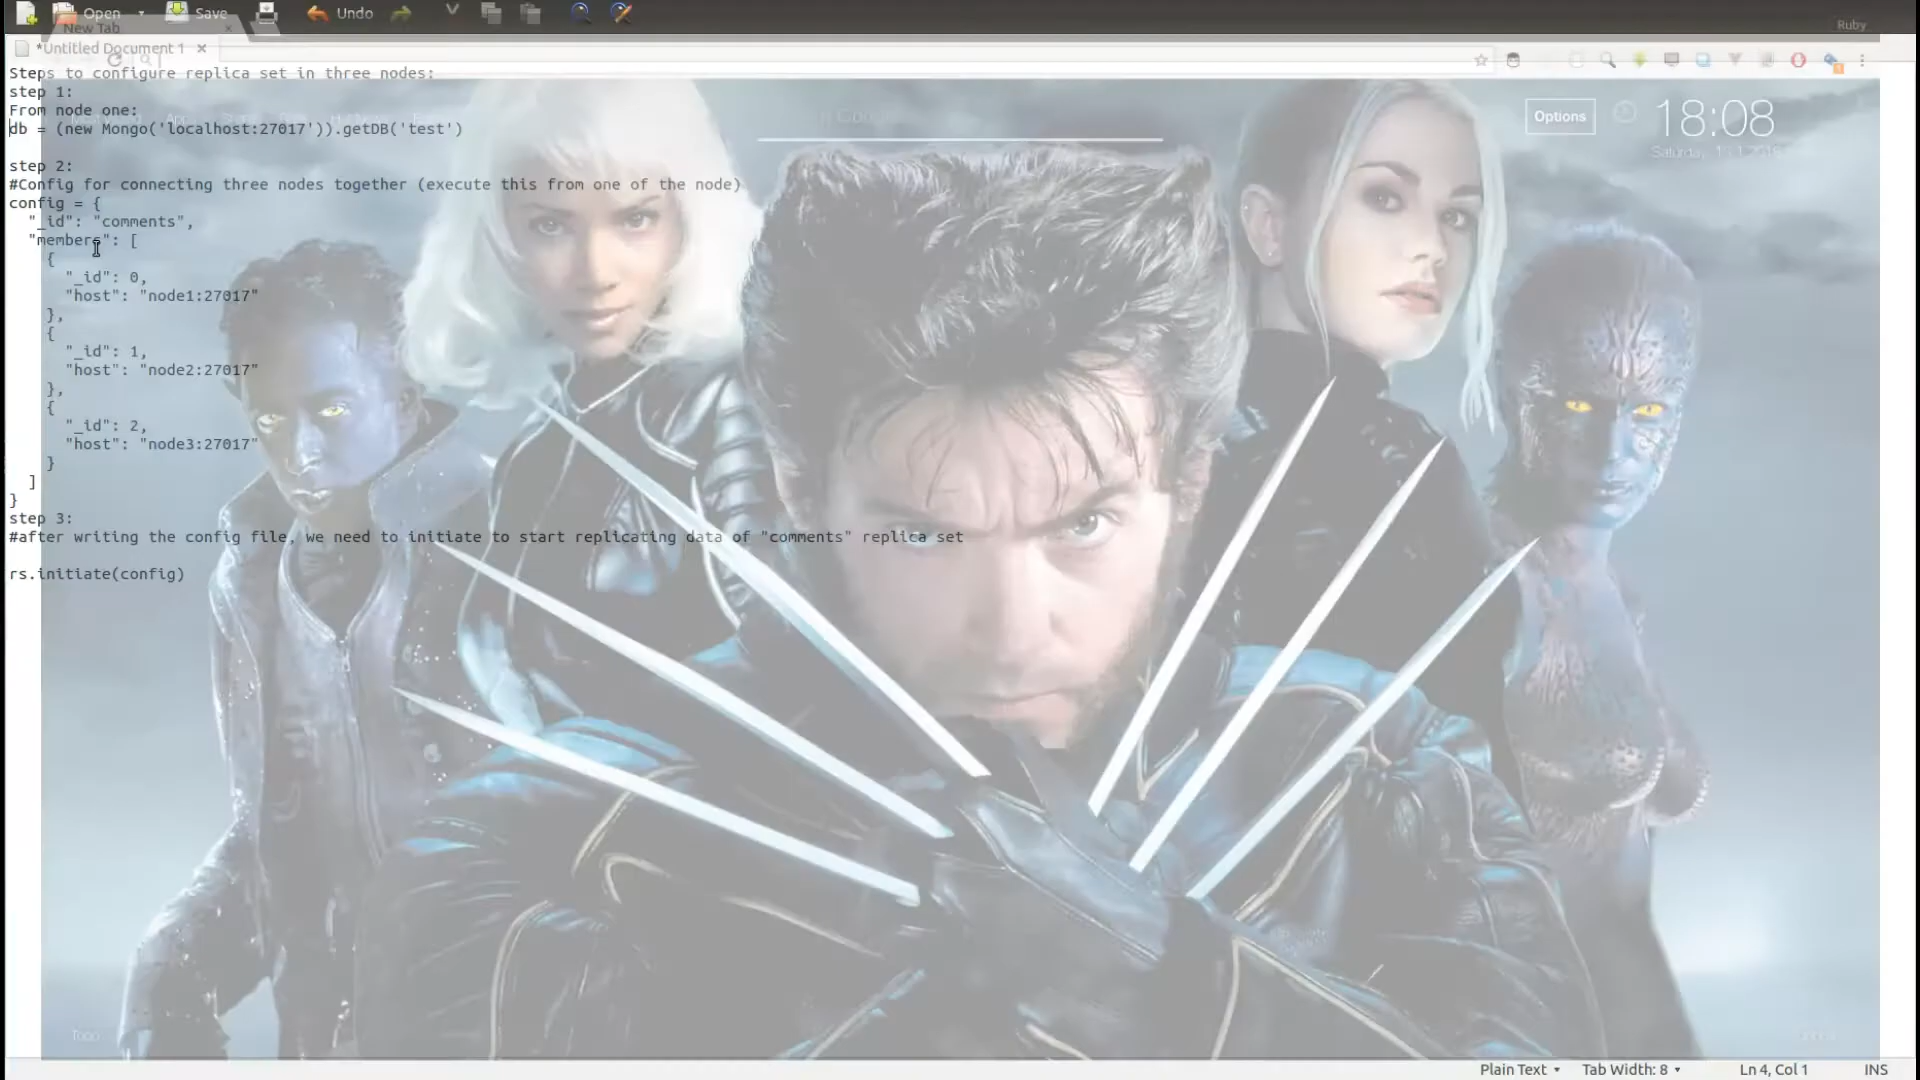 Open Save Undo
New Tab
Ruby
*Untitled Document 1
Steps to configure replica set in three nodes:
step 1:
From node one:
db = (new Mongo('localhost:27017')).getDB('test')
Options
18:08
step 2:
#Config for connecting three nodes together (execute this from one of the node)
config = {
"_id": "comments",
"members": [
{
"_id": 0,
"host": "node1:27017"
},
{
"_id": 1,
"host": "node2:27017"
},
{
"_id": 2,
"host": "node3:27017"
}
]
}
step 3:
#after writing the config file, we need to initiate to start replicating data of "comments" replica set
rs.initiate(config)
Todo
Plain Text Tab Width: 8 Ln 4, Col 1 INS